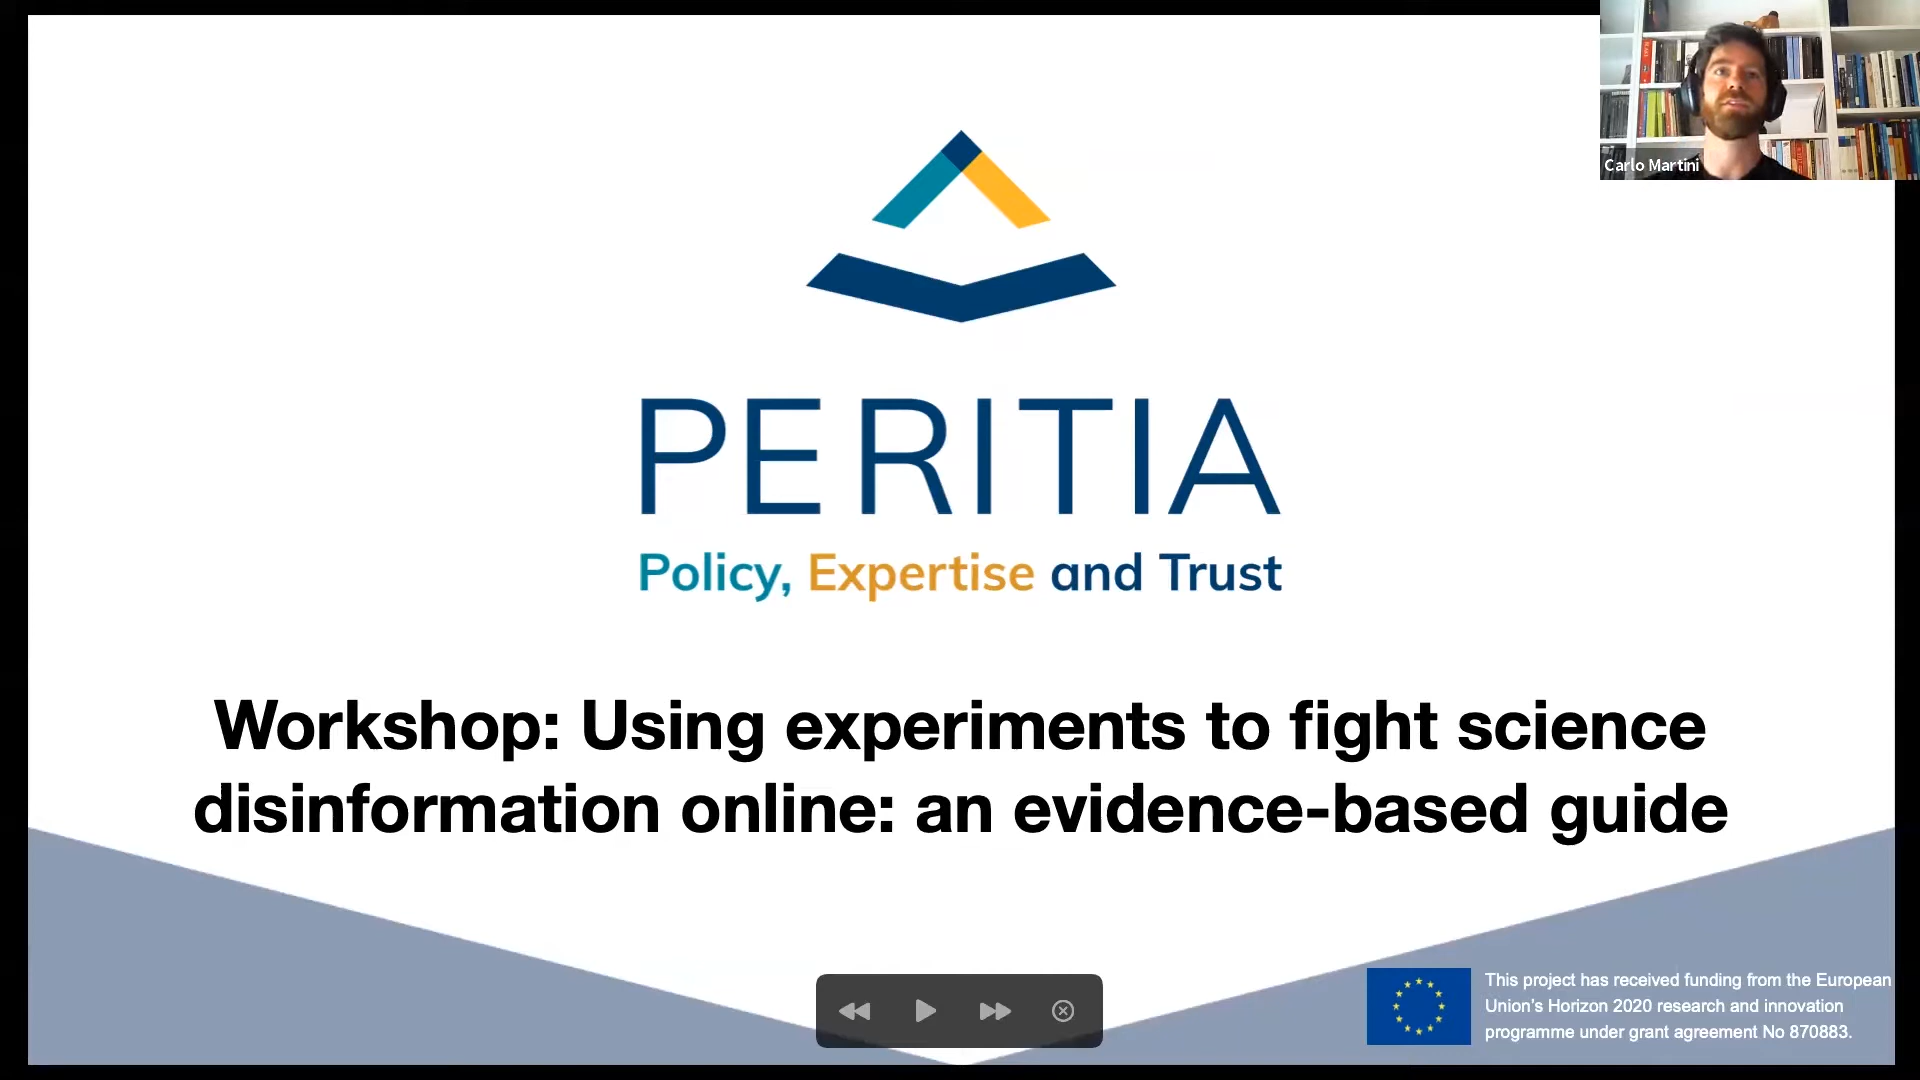 Carlo Martini
PERITIA
Policy, Expertise and Trust
Workshop: Using experiments to fight science
disinformation online: an evidence-based guide
This project has received funding from the European
Union's Horizon 2020 research and innovation
programme under grant agreement No 870883.